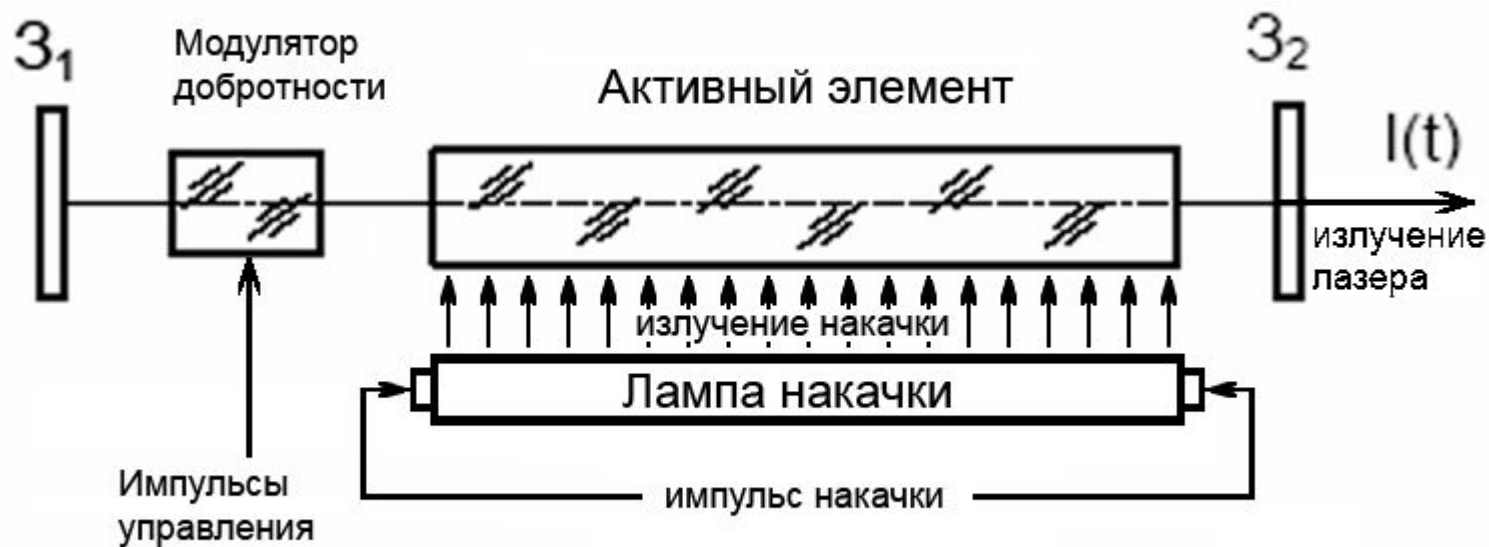 З₁
Модулятор
добротности
Активный элемент
З₂
I(t)
излучение
лазера
излучение накачки
Лампа накачки
Импульсы
управления
импульс накачки